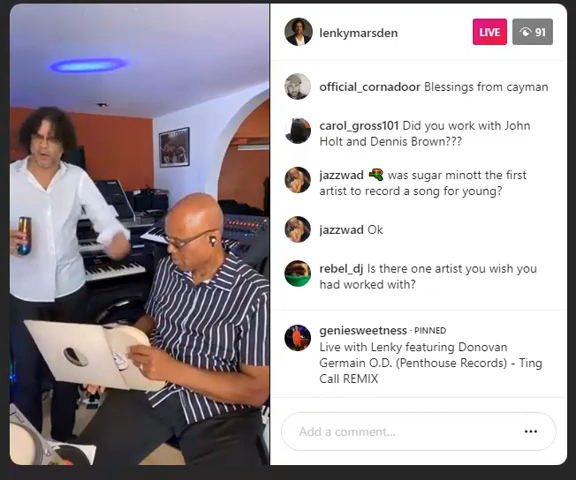 lenkymarsden
LIVE
91
official_cornadoor Blessings from cayman
carol_gross101 Did you work with John
Holt and Dennis Brown???
jazzwad was sugar minott the first
artist to record a song for young?
jazzwad Ok
rebel_dj Is there one artist you wish you
had worked with?
geniesweetness · PINNED
Live with Lenky featuring Donovan
Germain O.D. (Penthouse Records) - Ting
Call REMIX
Add a comment...